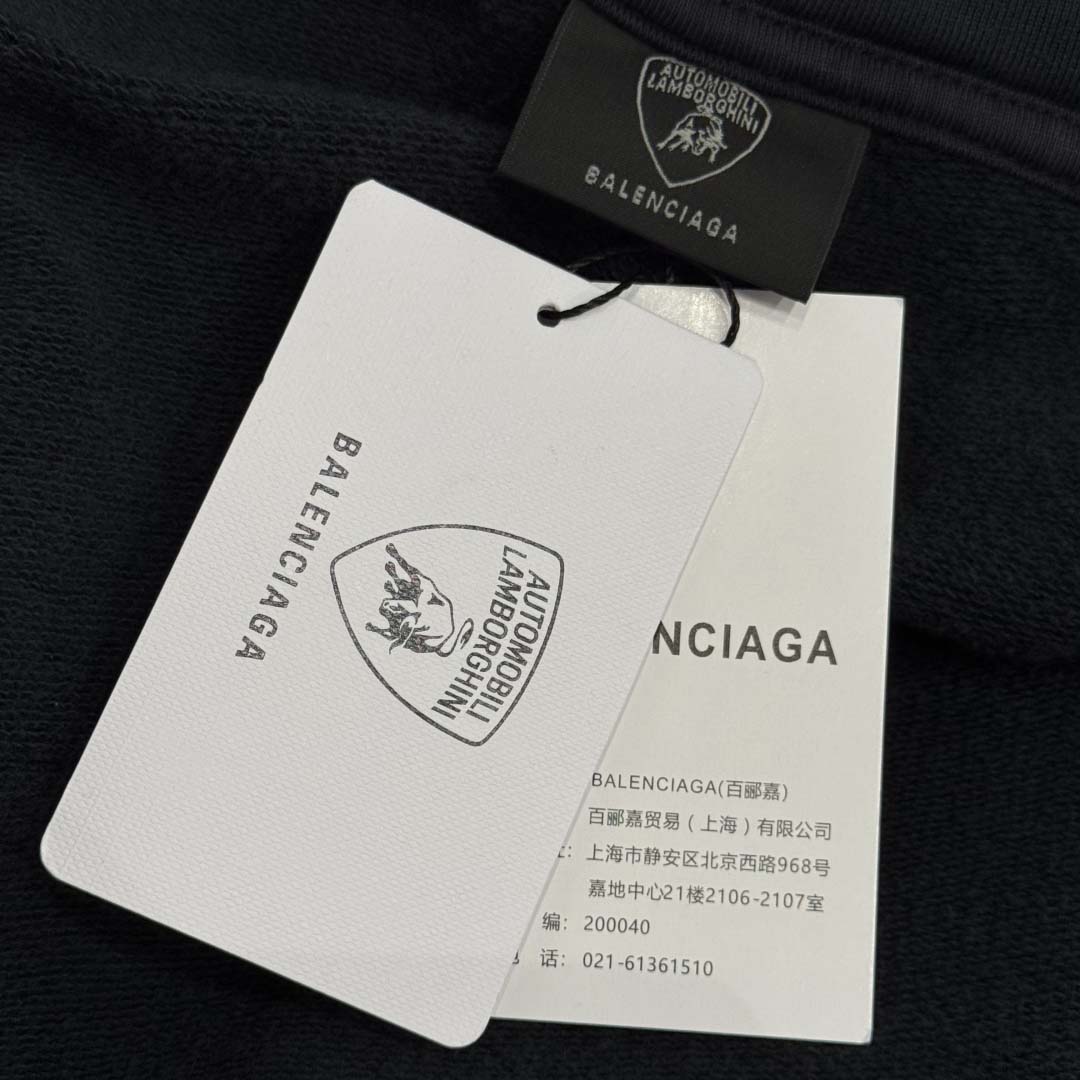 AUTOMOBILI
LAMBORGHINI
BALENCIAGA
AUTOMOBILI
LAMBORGHINI
BALENCIAGA
NCIAGA
BALENCIAGA(百郦嘉)
百郦嘉贸易（上海）有限公司
：上海市静安区北京西路968号
嘉地中心21楼2106-2107室
编：200040
话：021-61361510